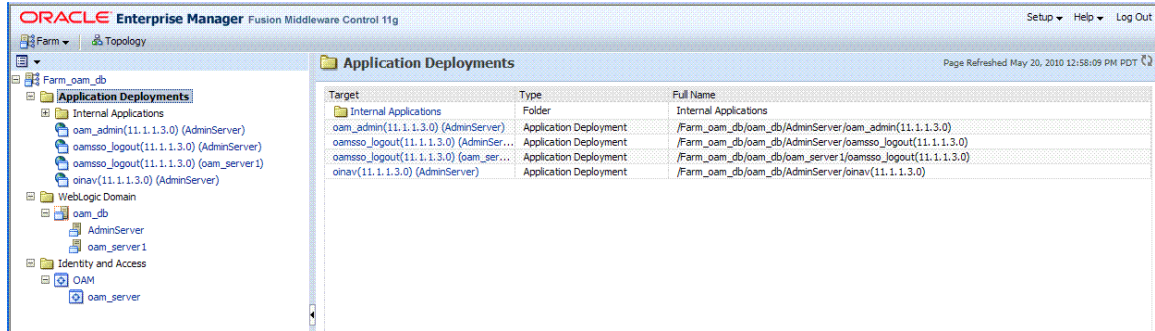 ORACLE Enterprise Manager Fusion Middleware Control 11g
Setup Help Log Out
Farm Topology
Farm_oam_db
Application Deployments
Internal Applications
oam_admin(11.1.1.3.0) (AdminServer)
oamsso_logout(11.1.1.3.0) (AdminServer)
oamsso_logout(11.1.1.3.0) (oam_server1)
oinav(11.1.1.3.0) (AdminServer)
WebLogic Domain
oam_db
AdminServer
oam_server1
Identity and Access
OAM
oam_server
Application Deployments
Page Refreshed May 20, 2010 12:58:09 PM PDT
Target Type Full Name
Internal Applications Folder Internal Applications
oam_admin(11.1.1.3.0) (AdminServer) Application Deployment /Farm_oam_db/oam_db/AdminServer/oam_admin(11.1.1.3.0)
oamsso_logout(11.1.1.3.0) (AdminSer... Application Deployment /Farm_oam_db/oam_db/AdminServer/oamsso_logout(11.1.1.3.0)
oamsso_logout(11.1.1.3.0) (oam_ser... Application Deployment /Farm_oam_db/oam_db/oam_server1/oamsso_logout(11.1.1.3.0)
oinav(11.1.1.3.0) (AdminServer) Application Deployment /Farm_oam_db/oam_db/AdminServer/oinav(11.1.1.3.0)